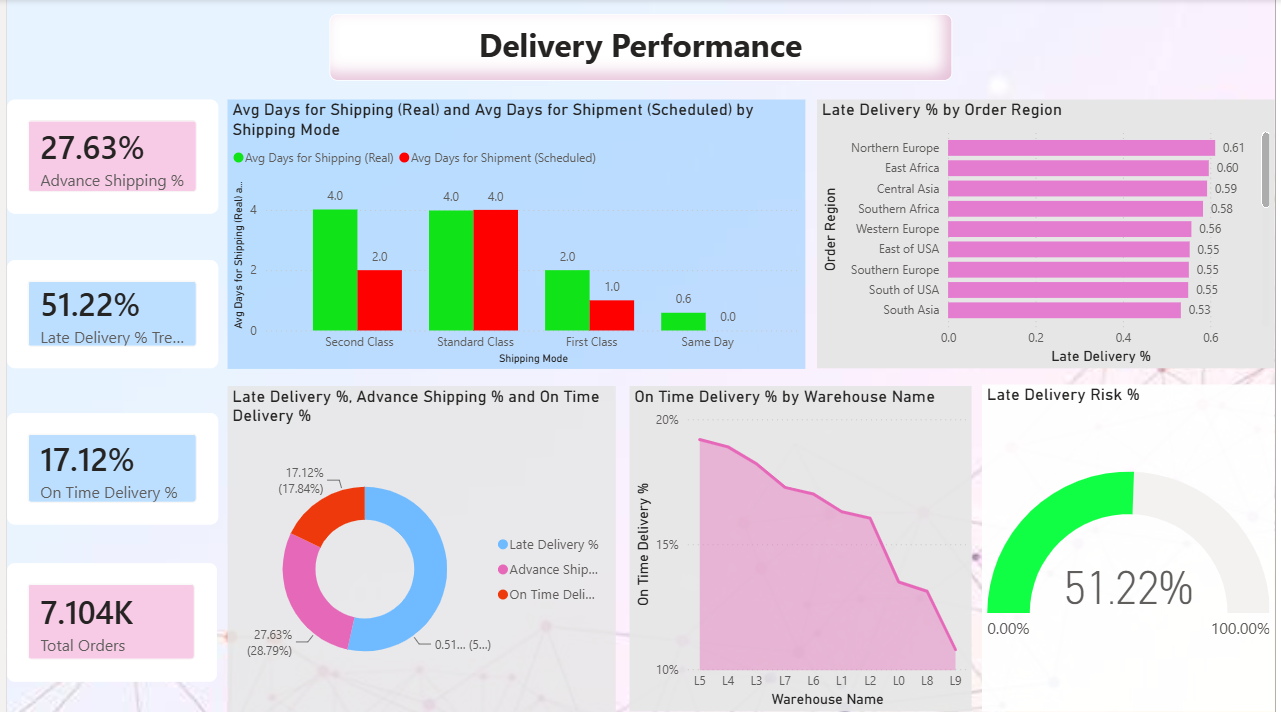 Delivery Performance
27.63%
Advance Shipping %
51.22%
Late Delivery % Tre...
17.12%
On Time Delivery %
7.104K
Total Orders
Avg Days for Shipping (Real) and Avg Days for Shipment (Scheduled) by
Shipping Mode
Avg Days for Shipping (Real) Avg Days for Shipment (Scheduled)
Avg Days for Shipping (Real) a...
4
2
0
4.0
2.0
4.0
4.0
2.0
1.0
0.6
0.0
Second Class
Standard Class
First Class
Same Day
Shipping Mode
Late Delivery % by Order Region
Order Region
Northern Europe 0.61
East Africa 0.60
Central Asia 0.59
Southern Africa 0.58
Western Europe 0.56
East of USA 0.55
Southern Europe 0.55
South of USA 0.55
South Asia 0.53
0.0 0.2 0.4 0.6
Late Delivery %
Late Delivery %, Advance Shipping % and On Time
Delivery %
17.12%
(17.84%)
27.63%
(28.79%)
0.51... (5...)
Late Delivery %
Advance Ship...
On Time Deli...
On Time Delivery % by Warehouse Name
On Time Delivery %
20%
15%
10%
L5 L4 L3 L7 L6 L1 L2 L0 L8 L9
Warehouse Name
Late Delivery Risk %
51.22%
0.00%
100.00%